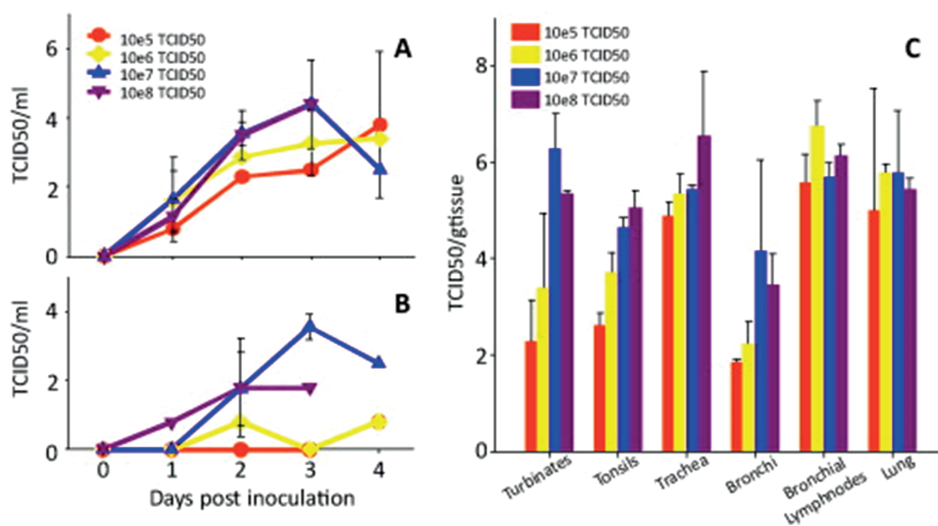 A
10e5 TCID50
10e6 TCID50
10e7 TCID50
10e8 TCID50
TCID50/ml
6
4
2
0
B
TCID50/ml
4
2
0
0 1 2 3 4
Days post inoculation
C
10e5 TCID50
10e6 TCID50
10e7 TCID50
10e8 TCID50
TCID50/gtissue
8
6
4
2
0
Turbinates
Tonsils
Trachea
Bronchi
Bronchial
Lymphnodes
Lung